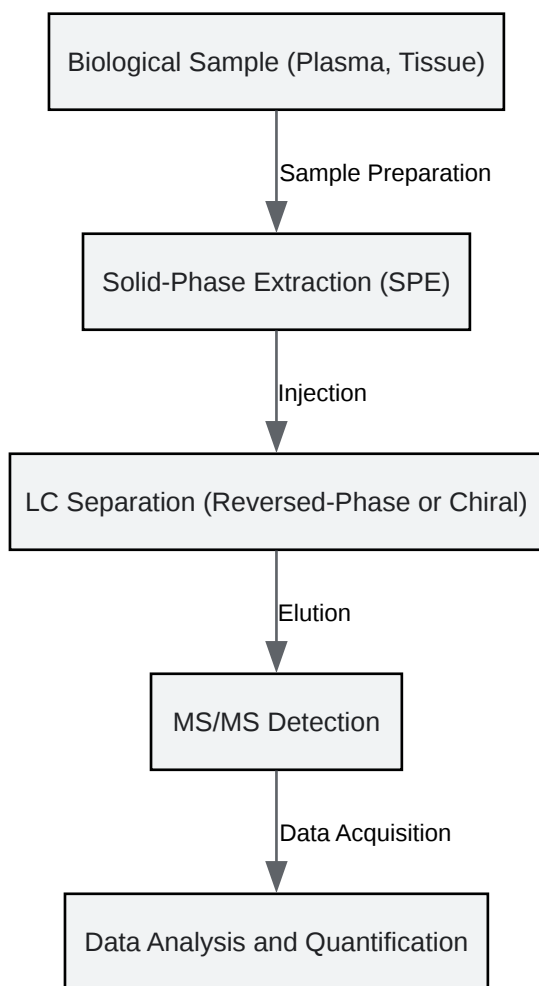 Biological Sample (Plasma, Tissue)
Sample Preparation
Solid-Phase Extraction (SPE)
Injection
LC Separation (Reversed-Phase or Chiral)
Elution
MS/MS Detection
Data Acquisition
Data Analysis and Quantification